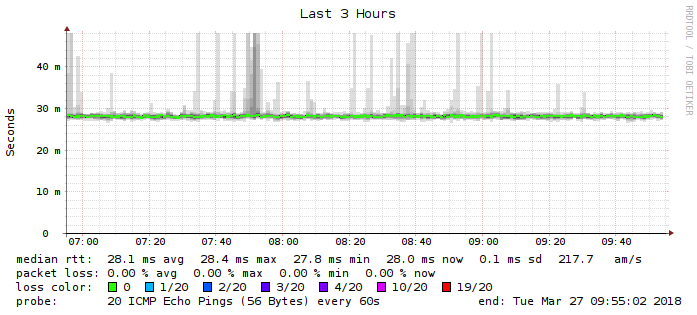 Last 3 Hours
RRDTOOL / TOBI OETIKER
Seconds
40 m
30 m
20 m
10 m
0
07:00 07:20 07:40 08:00 08:20 08:40 09:00 09:20 09:40
median rtt: 28.1 ms avg 28.4 ms max 27.8 ms min 28.0 ms now 0.1 ms sd 217.7 am/s
packet loss: 0.00 % avg 0.00 % max 0.00 % min 0.00 % now
loss color: 0 1/20 2/20 3/20 4/20 10/20 19/20
probe: 20 ICMP Echo Pings (56 Bytes) every 60s end: Tue Mar 27 09:55:02 2018